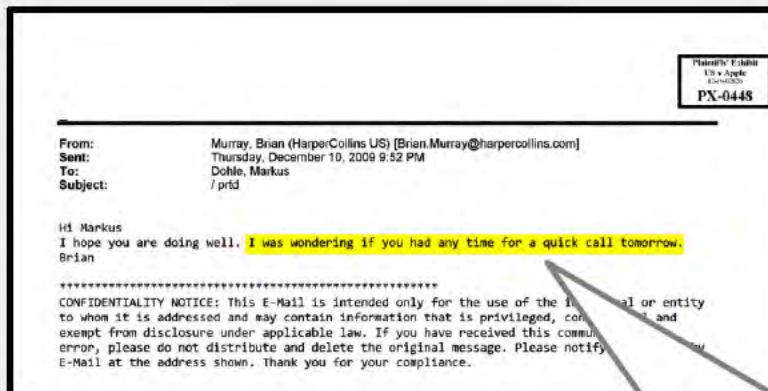 Plaintiffs' Exhibit
US v Apple
PX-0448
From: Murray, Brian (HarperCollins US) [Brian.Murray@harpercollins.com]
Sent: Thursday, December 10, 2009 9:52 PM
To: Dohle, Markus
Subject: / prtd
Hi Markus
I hope you are doing well. I was wondering if you had any time for a quick call tomorrow.
Brian
******************************************************
CONFIDENTIALITY NOTICE: This E-Mail is intended only for the use of the al or entity
to whom it is addressed and may contain information that is privileged, and
exempt from disclosure under applicable law. If you have received this
error, please do not distribute and delete the original message. Please notify
E-Mail at the address shown. Thank you for your compliance.